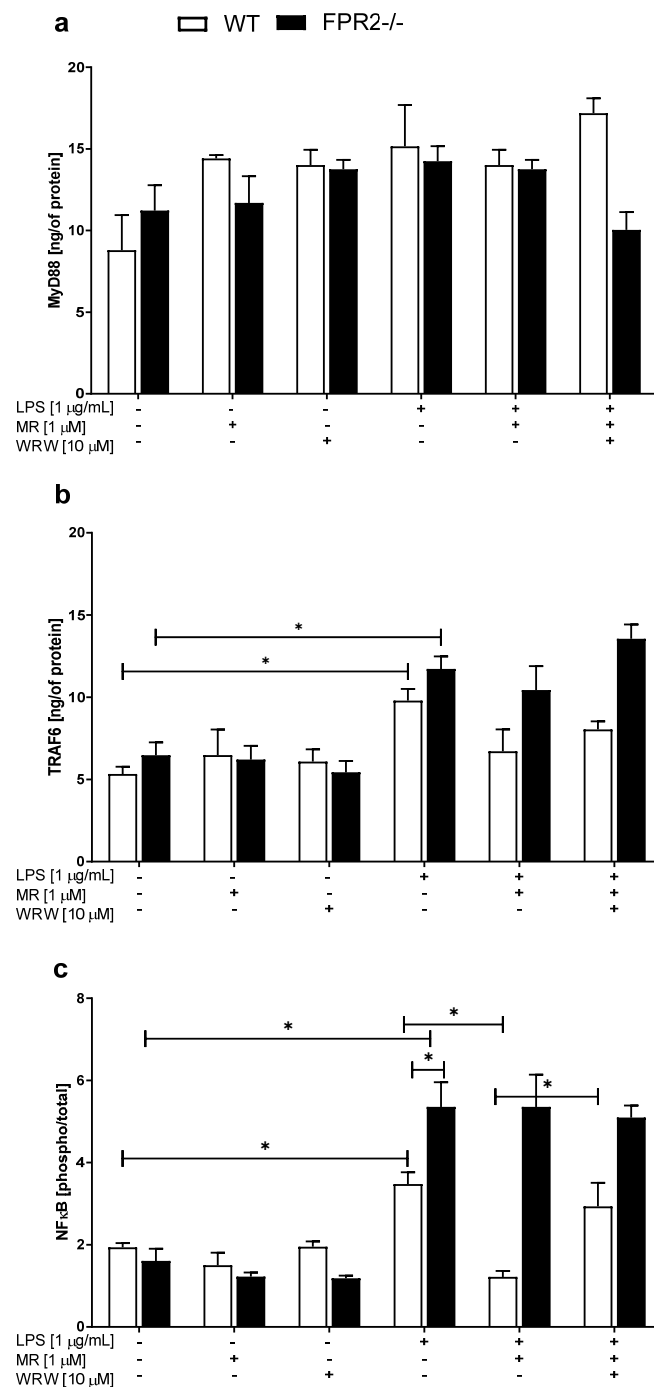 a
WT FPR2-/-
20
15
10
5
0
MyD88 [ng/of protein]
LPS [1 µg/mL] - - - + + +
MR [1 µM] - + - - + +
WRW [10 µM] - - + - - +
b
20
15
10
5
0
TRAF6 [ng/of protein]
*
*
LPS [1 µg/mL] - - - + + +
MR [1 µM] - + - - + +
WRW [10 µM] - - + - - +
c
8
6
4
2
0
NFκB [phospho/total]
*
*
*
*
*
LPS [1 µg/mL] - - - + + +
MR [1 µM] - + - - + +
WRW [10 µM] - - + - - +